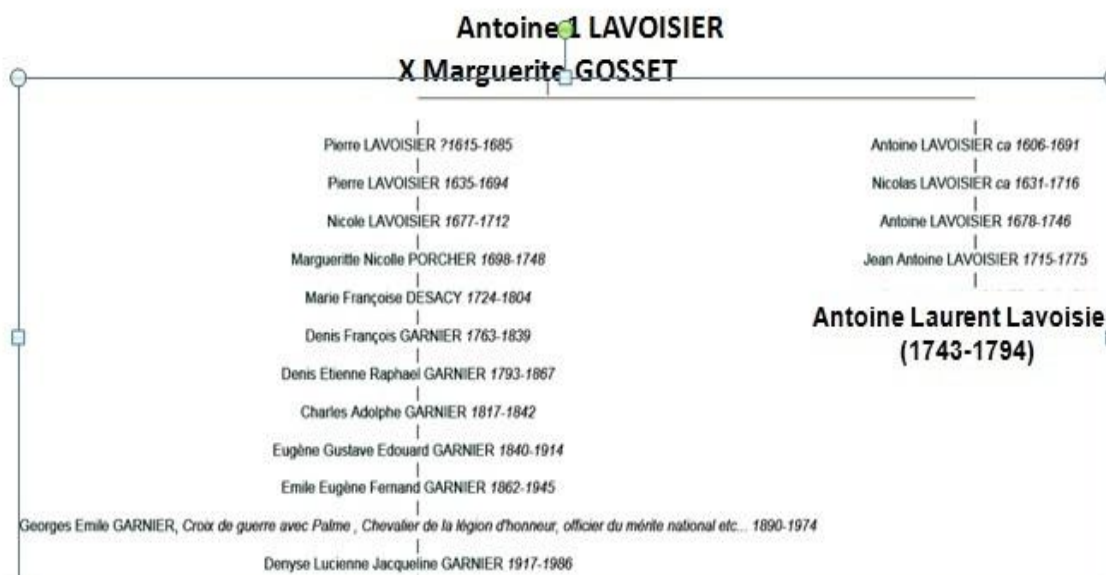 Antoine 1 LAVOISIER
X Marguerite GOSSET
Pierre LAVOISIER ?1615-1685
Pierre LAVOISIER 1635-1694
Nicole LAVOISIER 1677-1712
Margueritte Nicolle PORCHER 1698-1748
Marie Françoise DESACY 1724-1804
Denis François GARNIER 1763-1839
Denis Etienne Raphael GARNIER 1793-1867
Charles Adolphe GARNIER 1817-1842
Eugène Gustave Edouard GARNIER 1840-1914
Emile Eugène Fernand GARNIER 1862-1945
Georges Emile GARNIER, Croix de guerre avec Palme , Chevalier de la légion d'honneur, officier du mérite national etc... 1890-1974
Denyse Lucienne Jacqueline GARNIER 1917-1986
Antoine LAVOISIER ca 1606-1691
Nicolas LAVOISIER ca 1631-1716
Antoine LAVOISIER 1678-1746
Jean Antoine LAVOISIER 1715-1775
Antoine Laurent Lavoisie
(1743-1794)